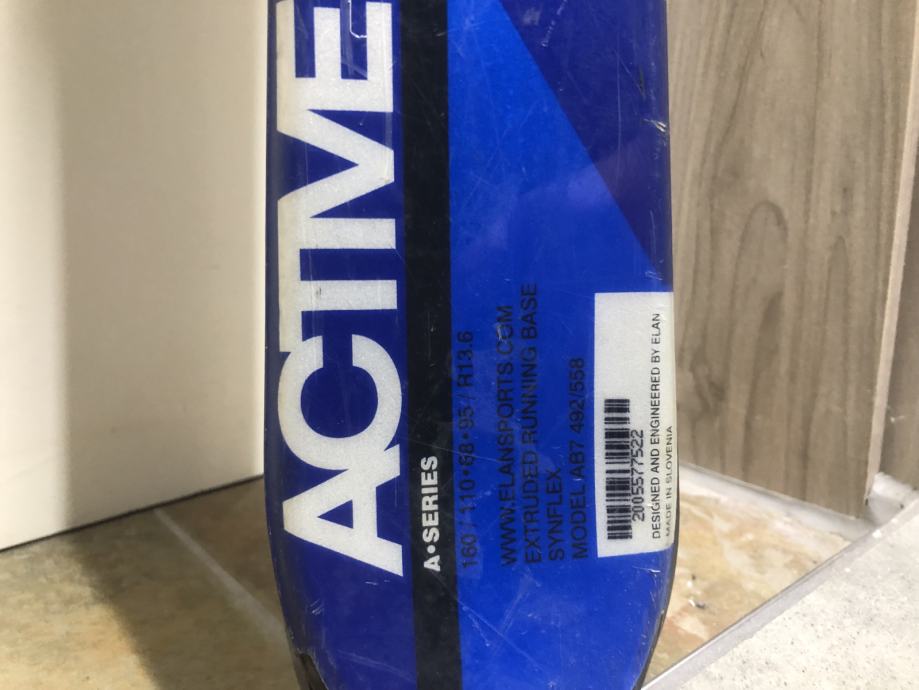 ACTIVE
A•SERIES
160 / 110•68•95 / R13.6
WWW.ELANSPORTS.COM
EXTRUDED RUNNING BASE
SYNFLEX
MODEL AB7 492/558
2005577522
DESIGNED AND ENGINEERED BY ELAN
MADE IN SLOVENIA